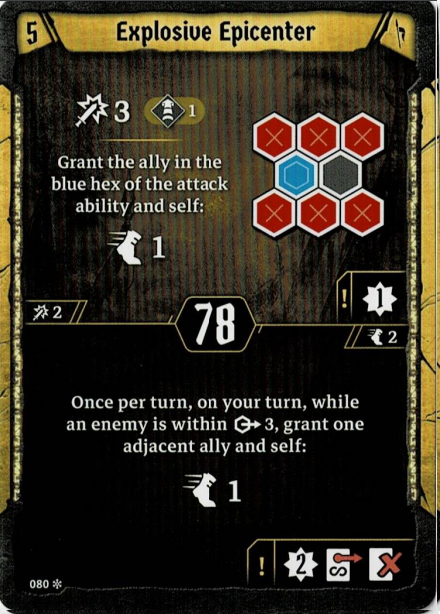 5 Explosive Epicenter
3 1
Grant the ally in the
blue hex of the attack
ability and self:
1
! 1
2
78
2
Once per turn, on your turn, while
an enemy is within 3, grant one
adjacent ally and self:
1
! 2
080